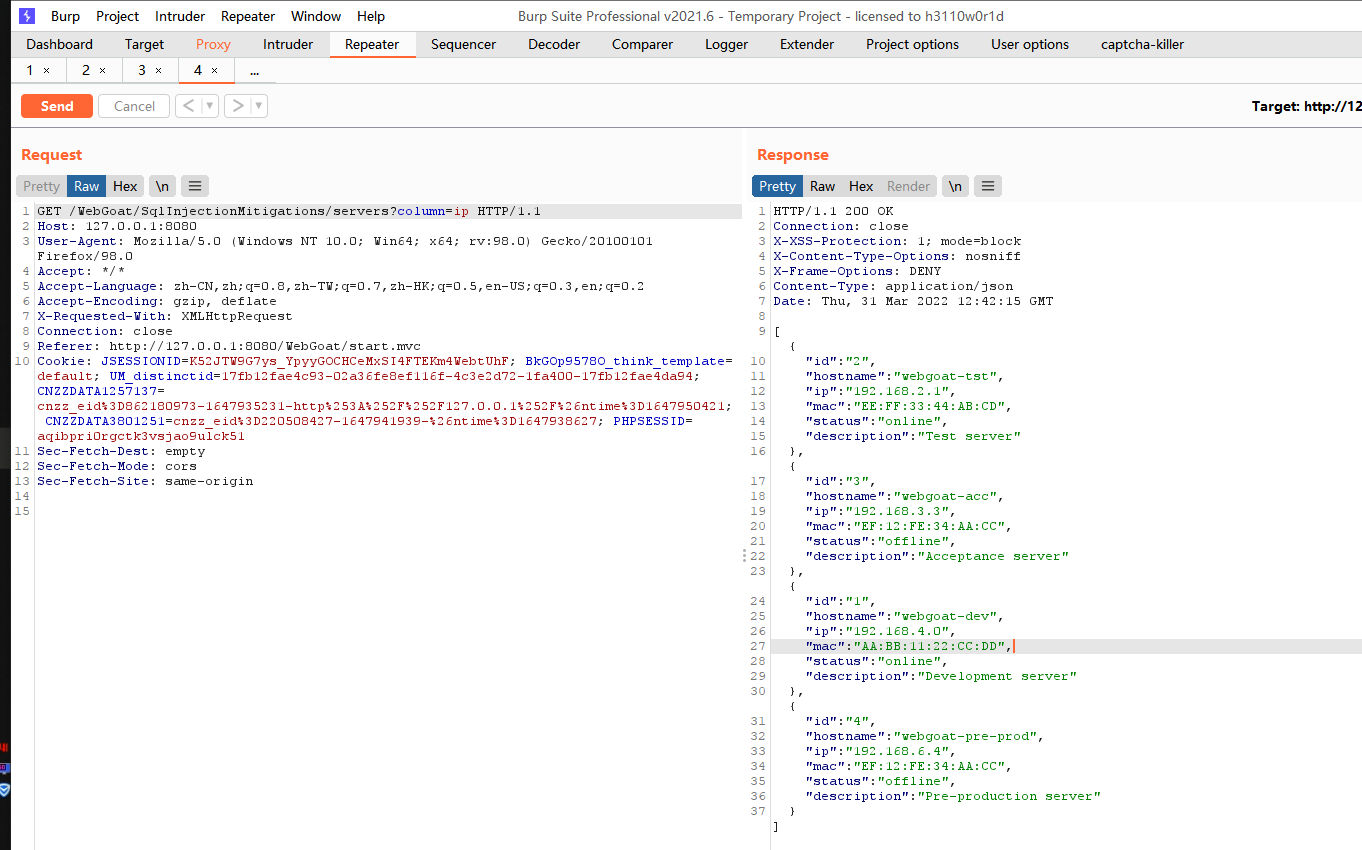 Burp Project Intruder Repeater Window Help Burp Suite Professional v2021.6 - Temporary Project - licensed to h3110w0r1d
Dashboard Target Proxy Intruder Repeater Sequencer Decoder Comparer Logger Extender Project options User options captcha-killer
1 × 2 × 3 × 4 × ...
Send Cancel < ▼ > ▼ Target: http://12
Request
Pretty Raw Hex \n ☰
1 GET /WebGoat/SqlInjectionMitigations/servers?column=ip HTTP/1.1
2 Host: 127.0.0.1:8080
3 User-Agent: Mozilla/5.0 (Windows NT 10.0; Win64; x64; rv:98.0) Gecko/20100101
Firefox/98.0
4 Accept: */*
5 Accept-Language: zh-CN,zh;q=0.8,zh-TW;q=0.7,zh-HK;q=0.5,en-US;q=0.3,en;q=0.2
6 Accept-Encoding: gzip, deflate
7 X-Requested-With: XMLHttpRequest
8 Connection: close
9 Referer: http://127.0.0.1:8080/WebGoat/start.mvc
10 Cookie: JSESSIONID=K52JTW9G7ys_YpyyGOCHCeMxSI4FTEKm4WebtUhF; BkGOp9578O_think_template=
default; UM_distinctid=17fb12fae4c93-02a36fe8ef116f-4c3e2d72-1fa400-17fb12fae4da94;
CNZZDATA1257137=
cnzz_eid%3D862180973-1647935231-http%253A%252F%252F127.0.0.1%252F%26ntime%3D1647950421;
CNZZDATA3801251=cnzz_eid%3D220508427-1647941939-%26ntime%3D1647938627; PHPSESSID=
aqibpri0rgctk3vsjao9ulck51
11 Sec-Fetch-Dest: empty
12 Sec-Fetch-Mode: cors
13 Sec-Fetch-Site: same-origin
14
15
Response
Pretty Raw Hex Render \n ☰
1 HTTP/1.1 200 OK
2 Connection: close
3 X-XSS-Protection: 1; mode=block
4 X-Content-Type-Options: nosniff
5 X-Frame-Options: DENY
6 Content-Type: application/json
7 Date: Thu, 31 Mar 2022 12:42:15 GMT
8
9 [
{
10 "id":"2",
11 "hostname":"webgoat-tst",
12 "ip":"192.168.2.1",
13 "mac":"EE:FF:33:44:AB:CD",
14 "status":"online",
15 "description":"Test server"
16 },
{
17 "id":"3",
18 "hostname":"webgoat-acc",
19 "ip":"192.168.3.3",
20 "mac":"EF:12:FE:34:AA:CC",
21 "status":"offline",
22 "description":"Acceptance server"
23 },
{
24 "id":"1",
25 "hostname":"webgoat-dev",
26 "ip":"192.168.4.0",
27 "mac":"AA:BB:11:22:CC:DD",
28 "status":"online",
29 "description":"Development server"
30 },
{
31 "id":"4",
32 "hostname":"webgoat-pre-prod",
33 "ip":"192.168.6.4",
34 "mac":"EF:12:FE:34:AA:CC",
35 "status":"offline",
36 "description":"Pre-production server"
37 }
]